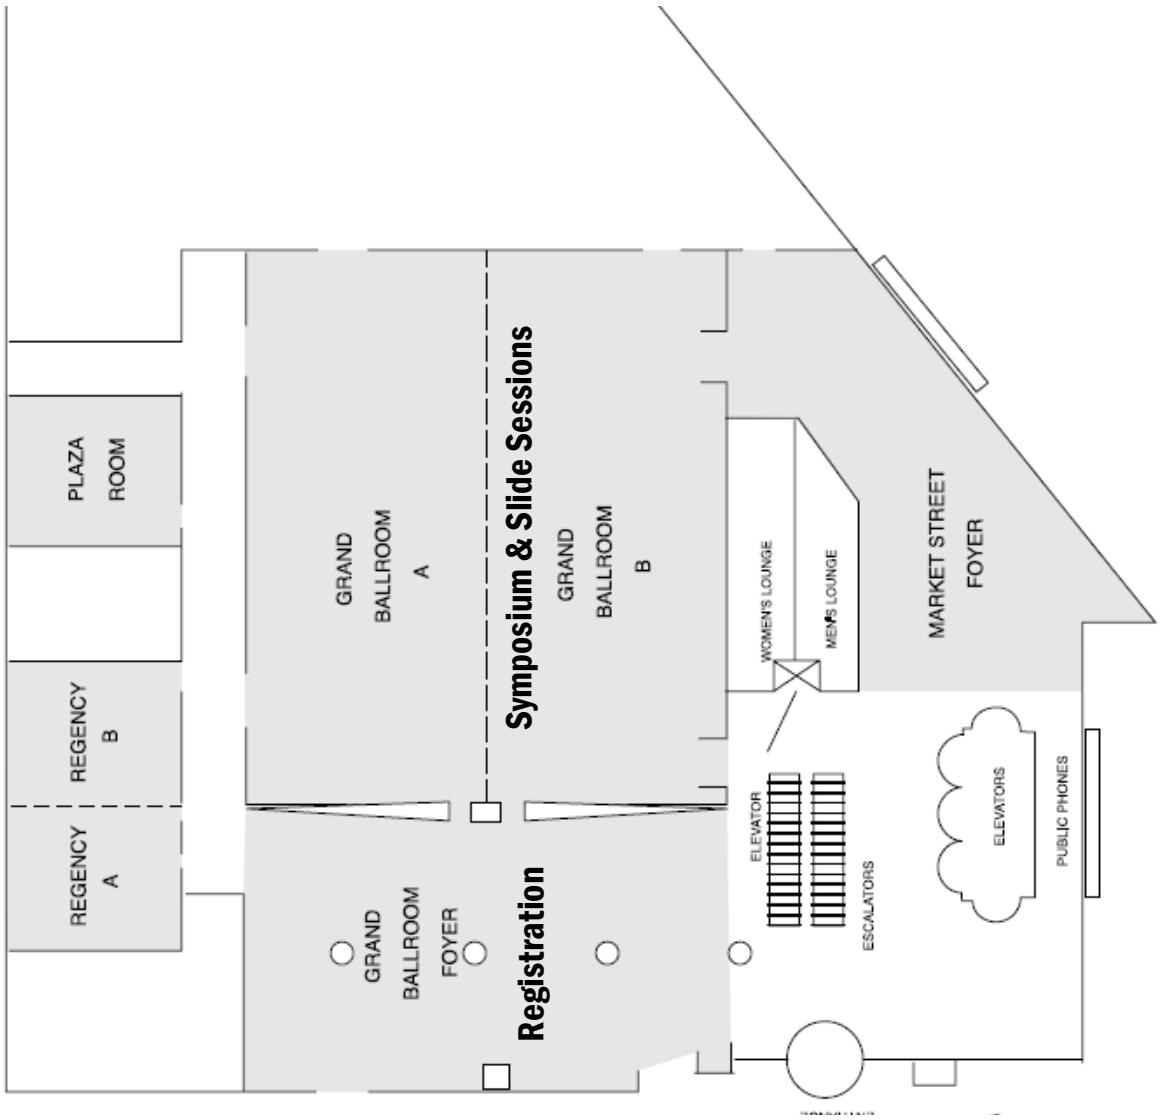 PLAZA
ROOM
REGENCY
B
REGENCY
A
GRAND
BALLROOM
A
Symposium & Slide Sessions
GRAND
BALLROOM
B
WOMEN'S LOUNGE
MEN'S LOUNGE
MARKET STREET
FOYER
ELEVATOR
ESCALATORS
ELEVATORS
PUBLIC PHONES
GRAND
BALLROOM
FOYER
Registration